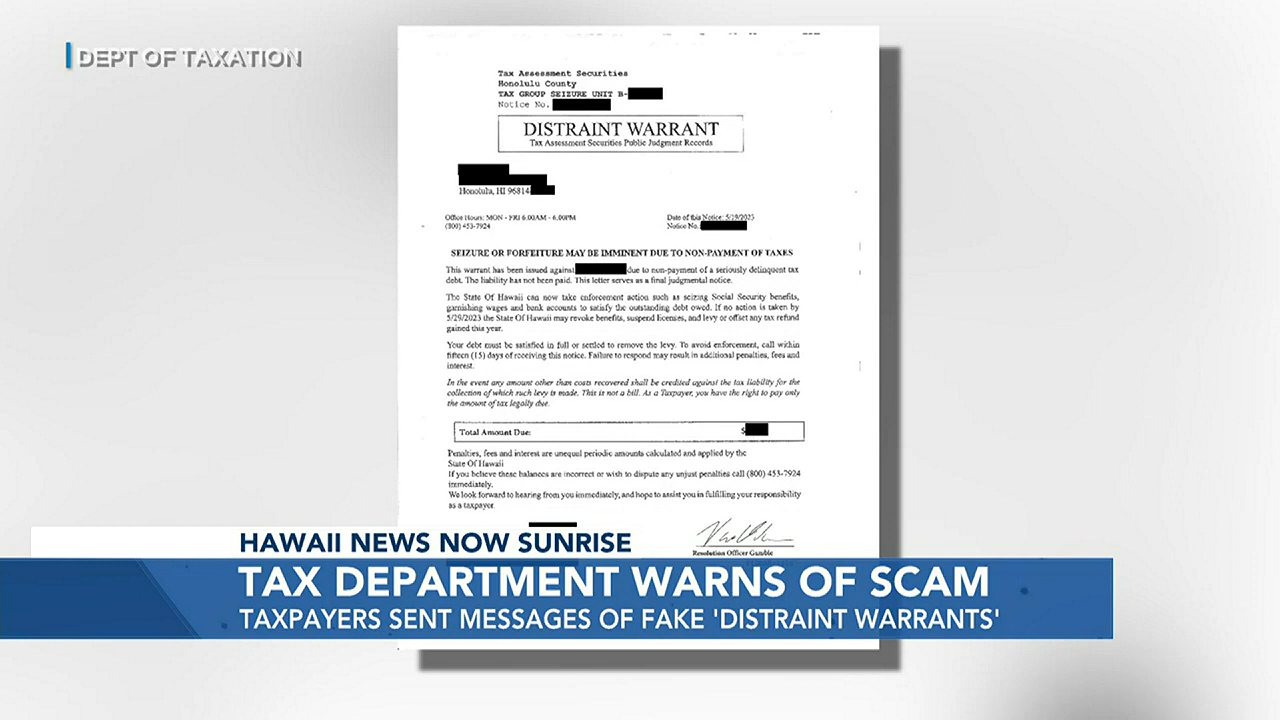 DEPT OF TAXATION
Tax Assessment Securities
Honolulu County
TAX GROUP SEIZURE UNIT B-
Notice No.
DISTRAINT WARRANT
Tax Assessment Securities Public Judgment Records
Honolulu, HI 96814
Office Hours: MON - FRI 6:00AM - 6:00PM
(800) 453-7924
Date of this Notice: 5/19/2023
Notice No.
SEIZURE OR FORFEITURE MAY BE IMMINENT DUE TO NON-PAYMENT OF TAXES
This warrant has been issued against due to non-payment of a seriously delinquent tax
debt. The liability has not been paid. This letter serves as a final judgmental notice.
The State Of Hawaii can now take enforcement action such as seizing Social Security benefits,
garnishing wages and bank accounts to satisfy the outstanding debt owed. If no action is taken by
5/29/2023 the State Of Hawaii may revoke benefits, suspend licenses, and levy or offset any tax refund
gained this year.
Your debt must be satisfied in full or settled to remove the levy. To avoid enforcement, call within
fifteen (15) days of receiving this notice. Failure to respond may result in additional penalties, fees and
interest.
In the event any amount other than costs recovered shall be credited against the tax liability for the
collection of which such levy is made. This is not a bill. As a Taxpayer, you have the right to pay only
the amount of tax legally due.
Total Amount Due: $
Penalties, fees and interest are unequal periodic amounts calculated and applied by the
State Of Hawaii
If you believe these balances are incorrect or wish to dispute any unjust penalties call (800) 453-7924
immediately.
We look forward to hearing from you immediately, and hope to assist you in fulfilling your responsibility
as a taxpayer.
Resolution Officer Gamble
HAWAII NEWS NOW SUNRISE
TAX DEPARTMENT WARNS OF SCAM
TAXPAYERS SENT MESSAGES OF FAKE 'DISTRAINT WARRANTS'